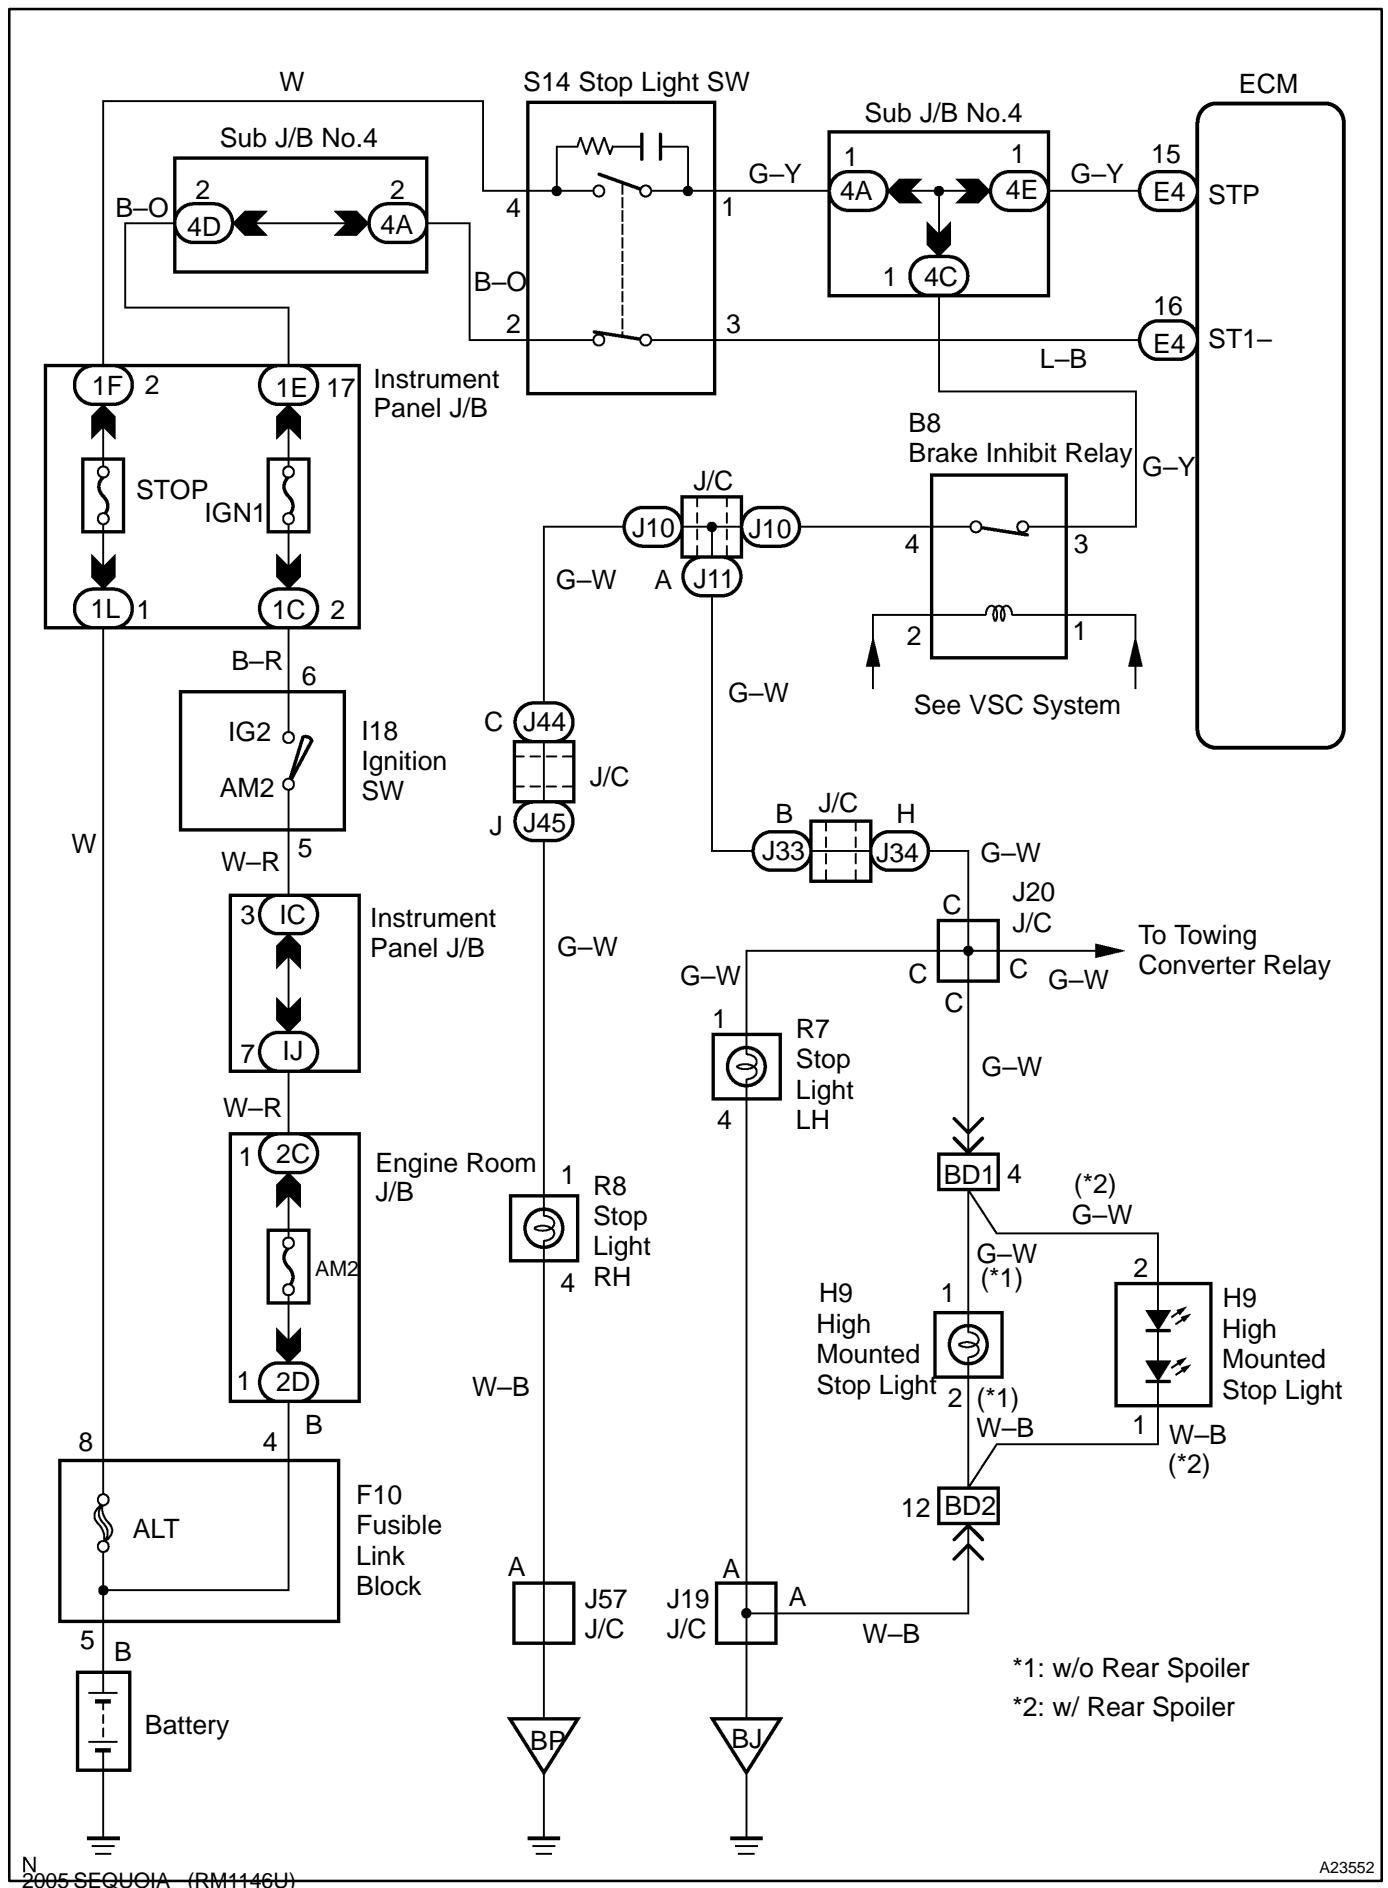 W
S14 Stop Light SW
ECM
Sub J/B No.4
Sub J/B No.4
B–O
2
4D
2
4A
4
1
G–Y
1
4A
1
4E
G–Y
15
E4
STP
1
4C
B–O
2
3
L–B
16
E4
ST1–
1F
2
1E
17
Instrument
Panel J/B
STOP
IGN1
1L
1
1C
2
B8
Brake Inhibit Relay
G–Y
J/C
J10
J10
4
3
G–W
A
J11
2
1
See VSC System
B–R
6
IG2
AM2
I18
Ignition
SW
5
W–R
W
C
J44
J/C
J
J45
G–W
B
J/C
H
J33
J34
G–W
3
IC
Instrument
Panel J/B
7
IJ
W–R
G–W
C
J20
J/C
To Towing
Converter Relay
G–W
C
C
G–W
C
1
R7
Stop
Light
LH
4
G–W
1
2C
Engine Room
J/B
AM2
1
2D
B
1
R8
Stop
Light
RH
4
BD1
4
(*2)
G–W
G–W
(*1)
H9
High
Mounted
Stop Light
1
2
(*1)
W–B
2
H9
High
Mounted
Stop Light
1
W–B
(*2)
W–B
8
4
ALT
F10
Fusible
Link
Block
5
B
Battery
12
BD2
A
J57
J/C
A
J19
J/C
A
W–B
BP
BJ
*1: w/o Rear Spoiler
*2: w/ Rear Spoiler
N
2005 SEQUOIA (RM1146U)
A23552